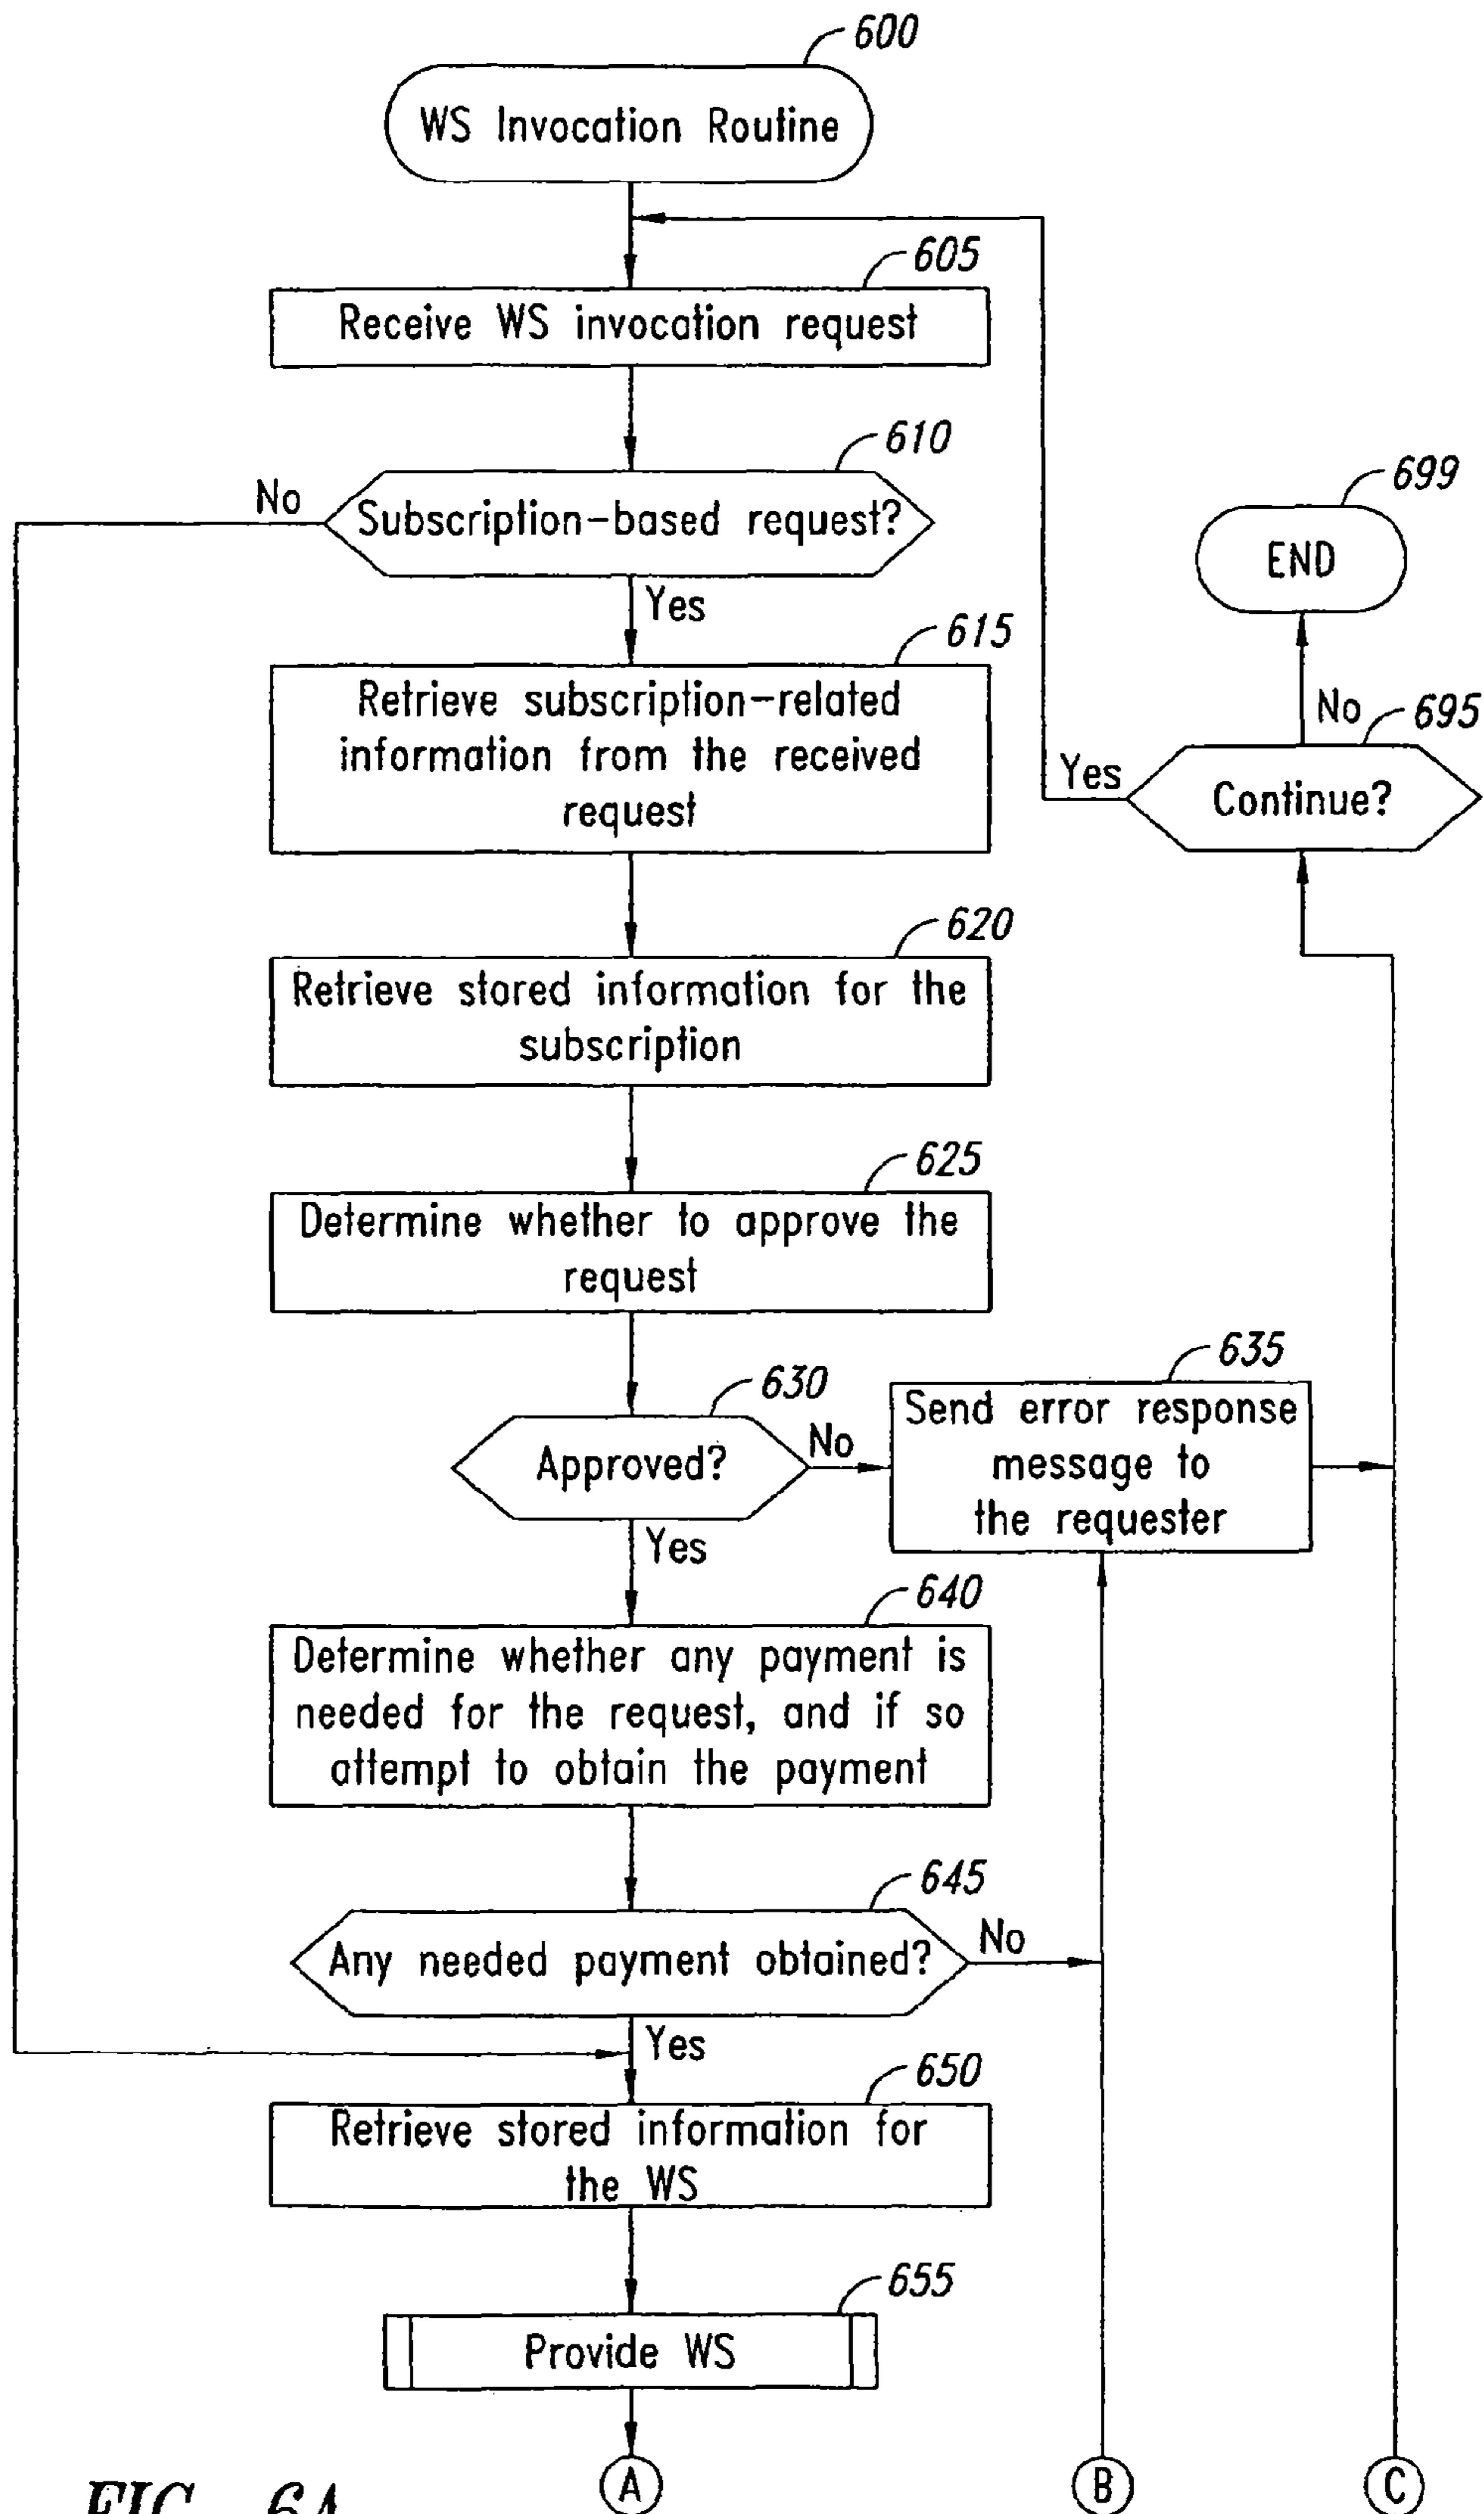 600
WS Invocation Routine
605
Receive WS invocation request
610
No
Subscription-based request?
699
END
Yes
615
Retrieve subscription-related
information from the received
request
No
695
Yes
Continue?
620
Retrieve stored information for the
subscription
625
Determine whether to approve the
request
630
Approved?
No
635
Send error response
message to
the requester
Yes
640
Determine whether any payment is
needed for the request, and if so
attempt to obtain the payment
645
Any needed payment obtained?
No
Yes
650
Retrieve stored information for
the WS
655
Provide WS
A
B
C
FIG. 6A